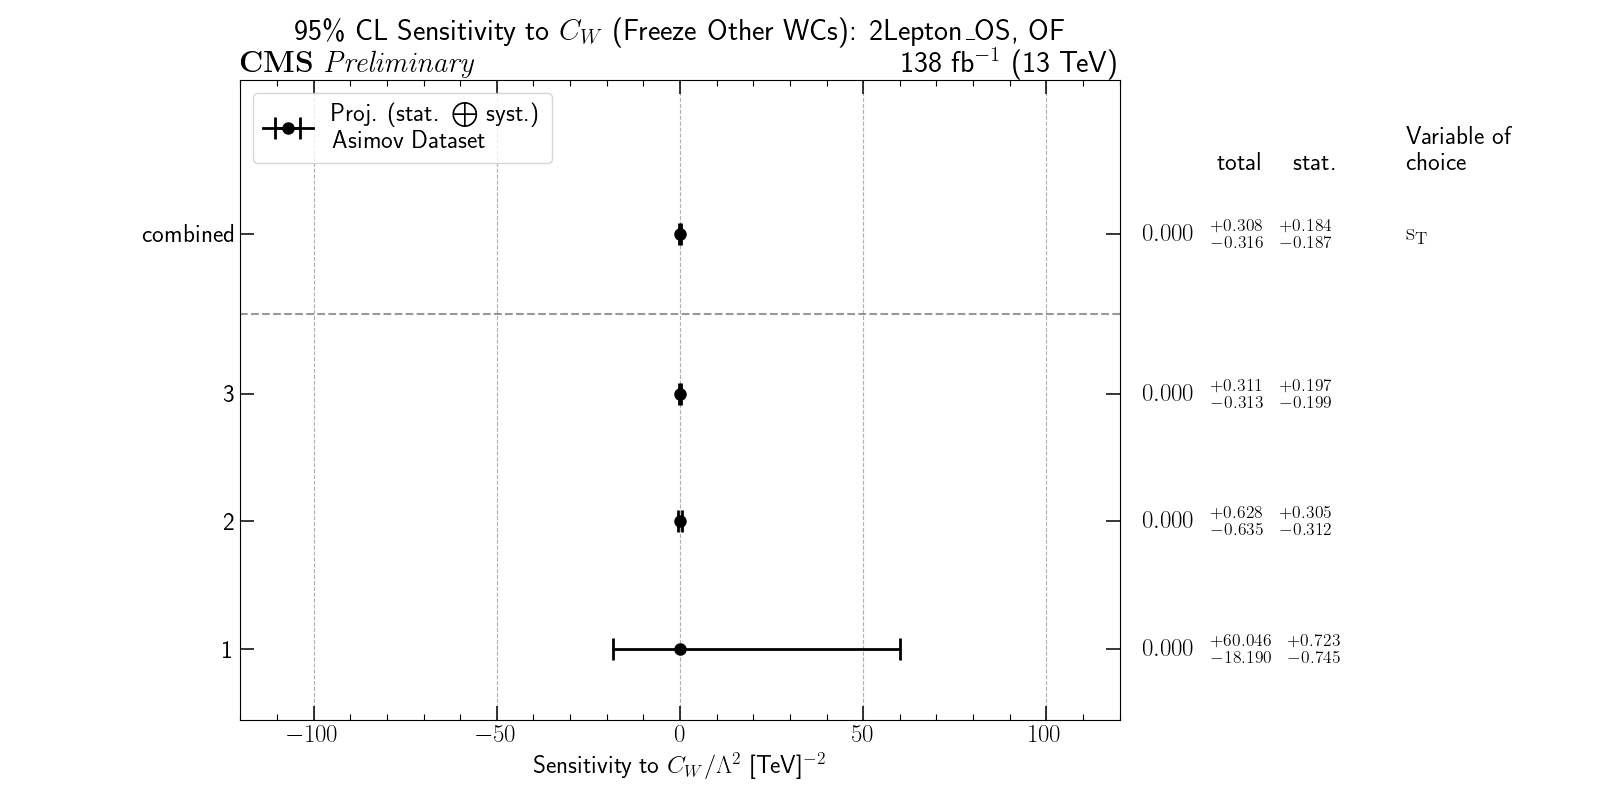 95% CL Sensitivity to C_W (Freeze Other WCs): 2Lepton_OS, OF
CMS Preliminary 138 fb⁻¹ (13 TeV)
Proj. (stat. ⨁ syst.)
Asimov Dataset
Variable of
total stat. choice
combined 0.000 +0.308 −0.316 +0.184 −0.187 s_T
3 0.000 +0.311 −0.313 +0.197 −0.199
2 0.000 +0.628 −0.635 +0.305 −0.312
1 0.000 +60.046 −18.190 +0.723 −0.745
−100 −50 0 50 100
Sensitivity to C_W/Λ² [TeV]⁻²